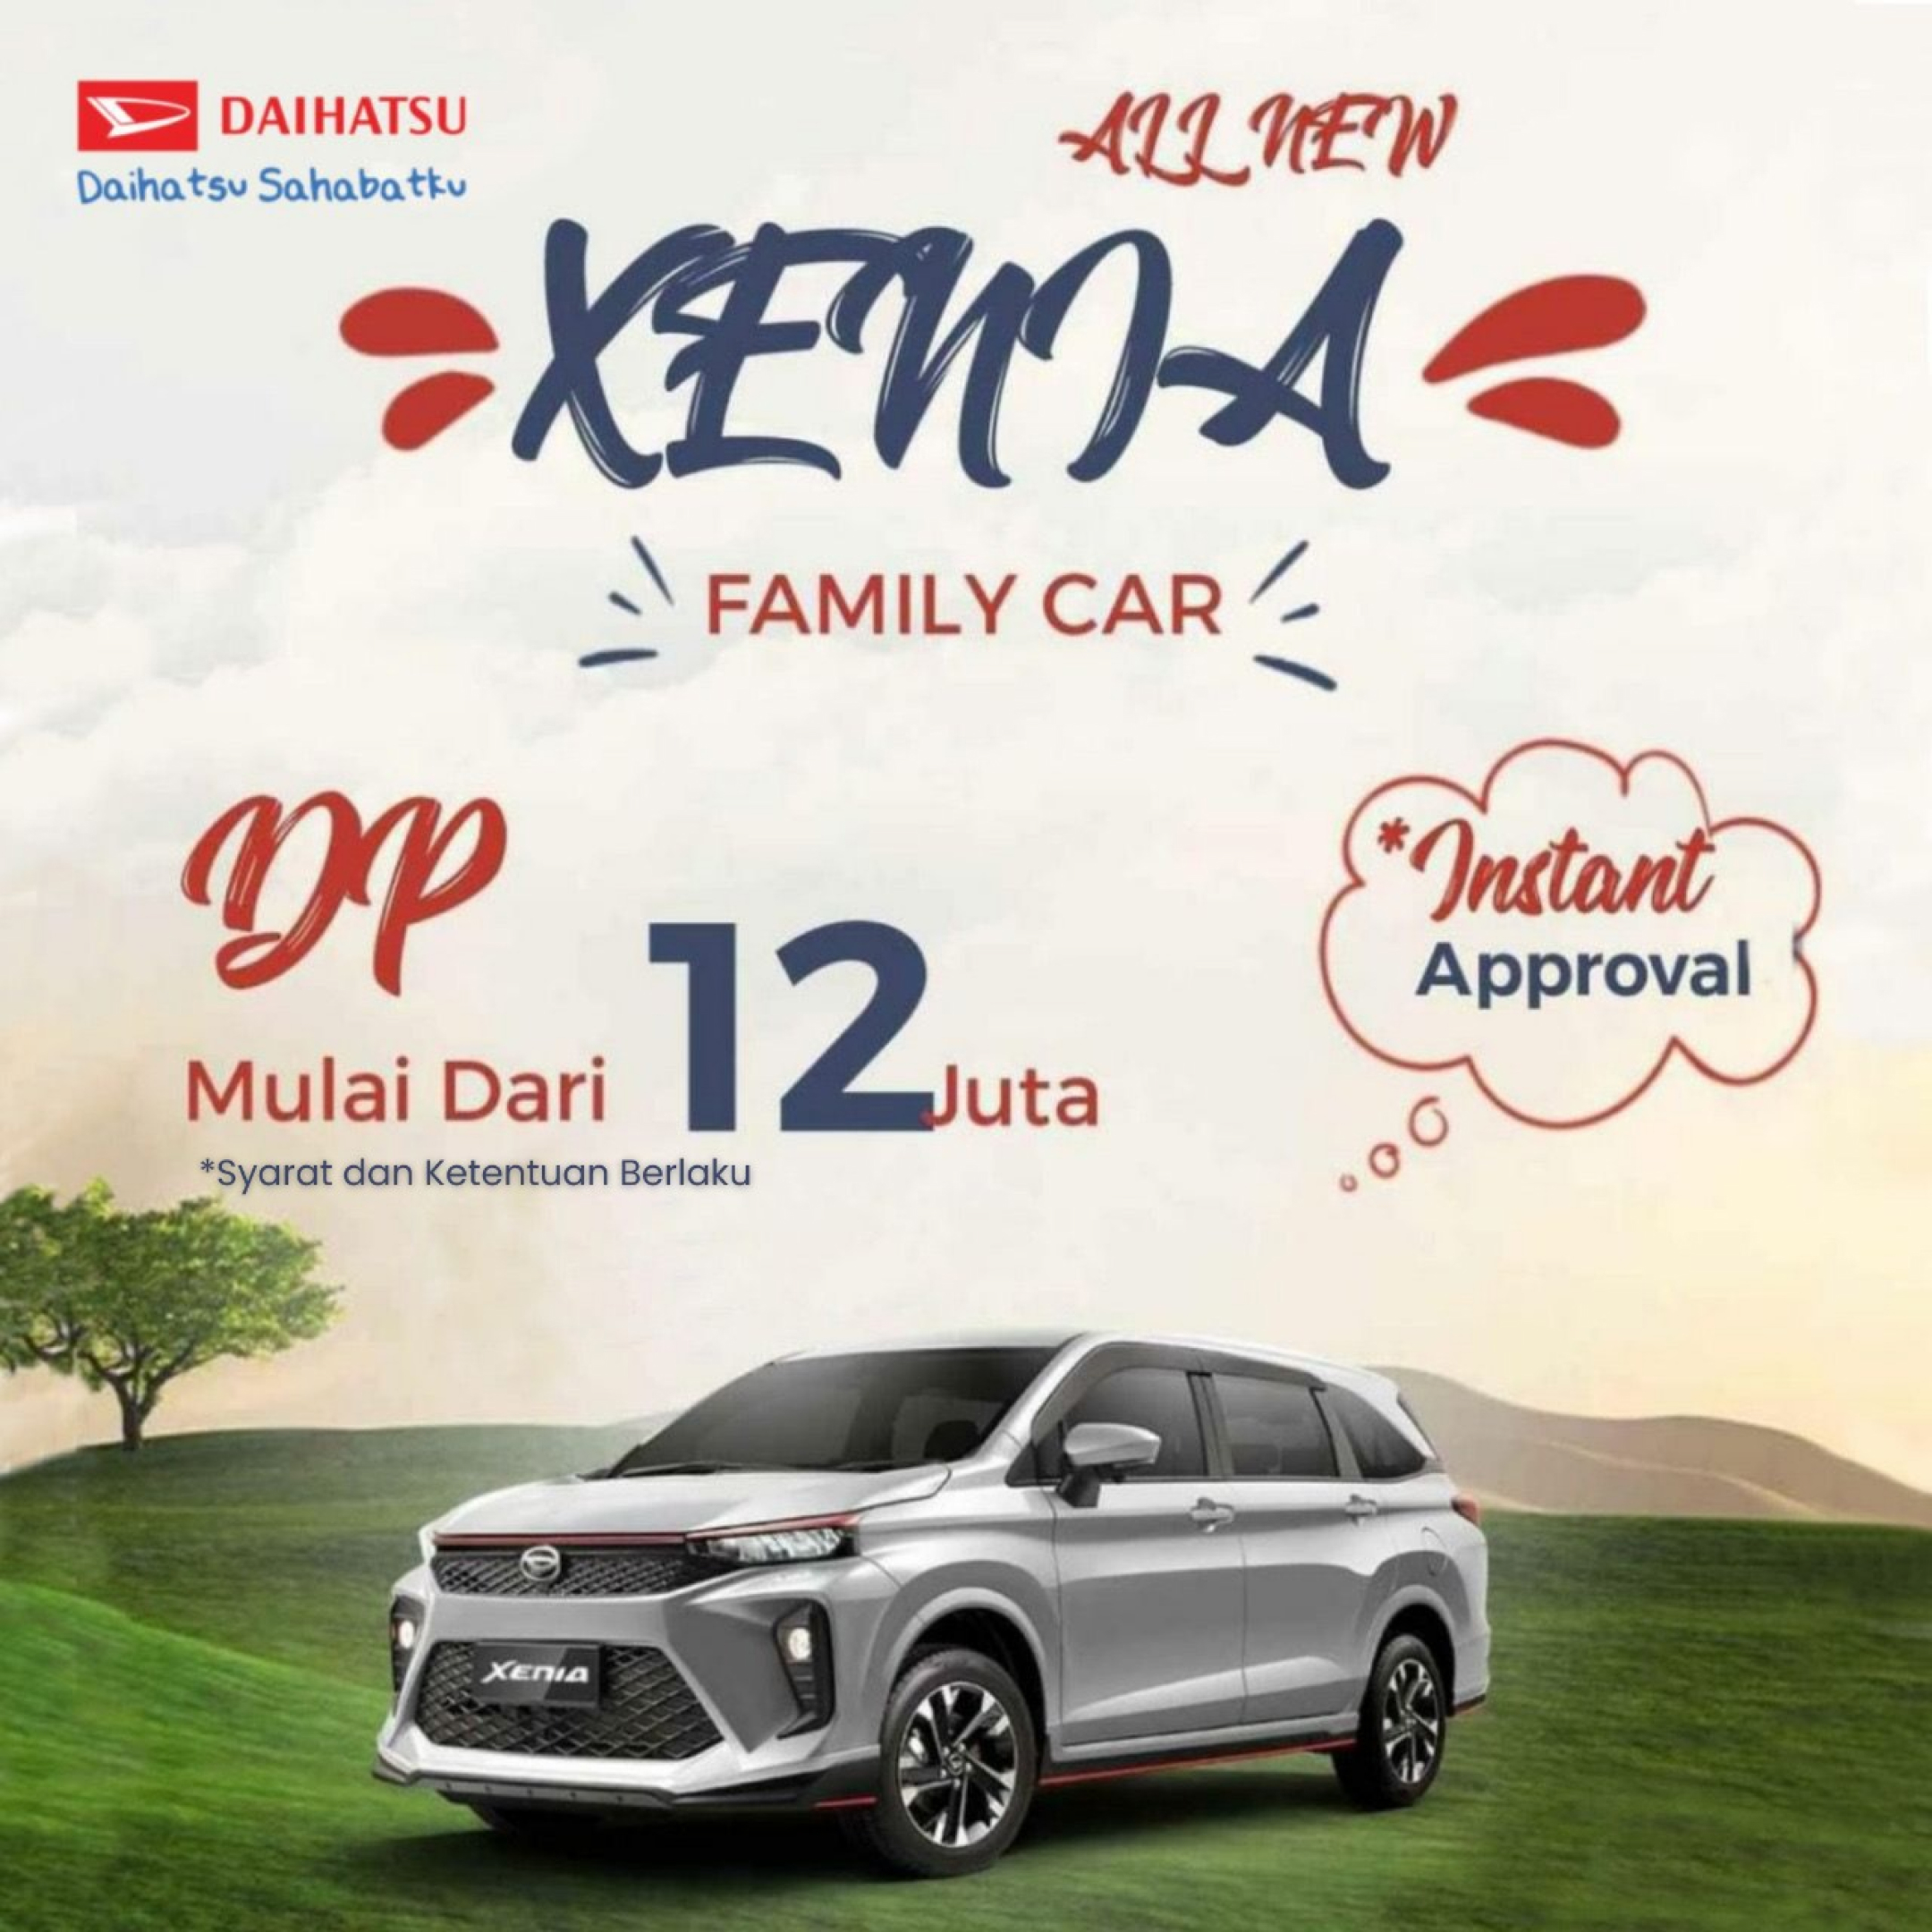 DAIHATSU
Daihatsu Sahabatku
ALL NEW
XENIA
FAMILY CAR
DP
Mulai Dari 12 Juta
*Syarat dan Ketentuan Berlaku
*Instant
Approval
XENIA